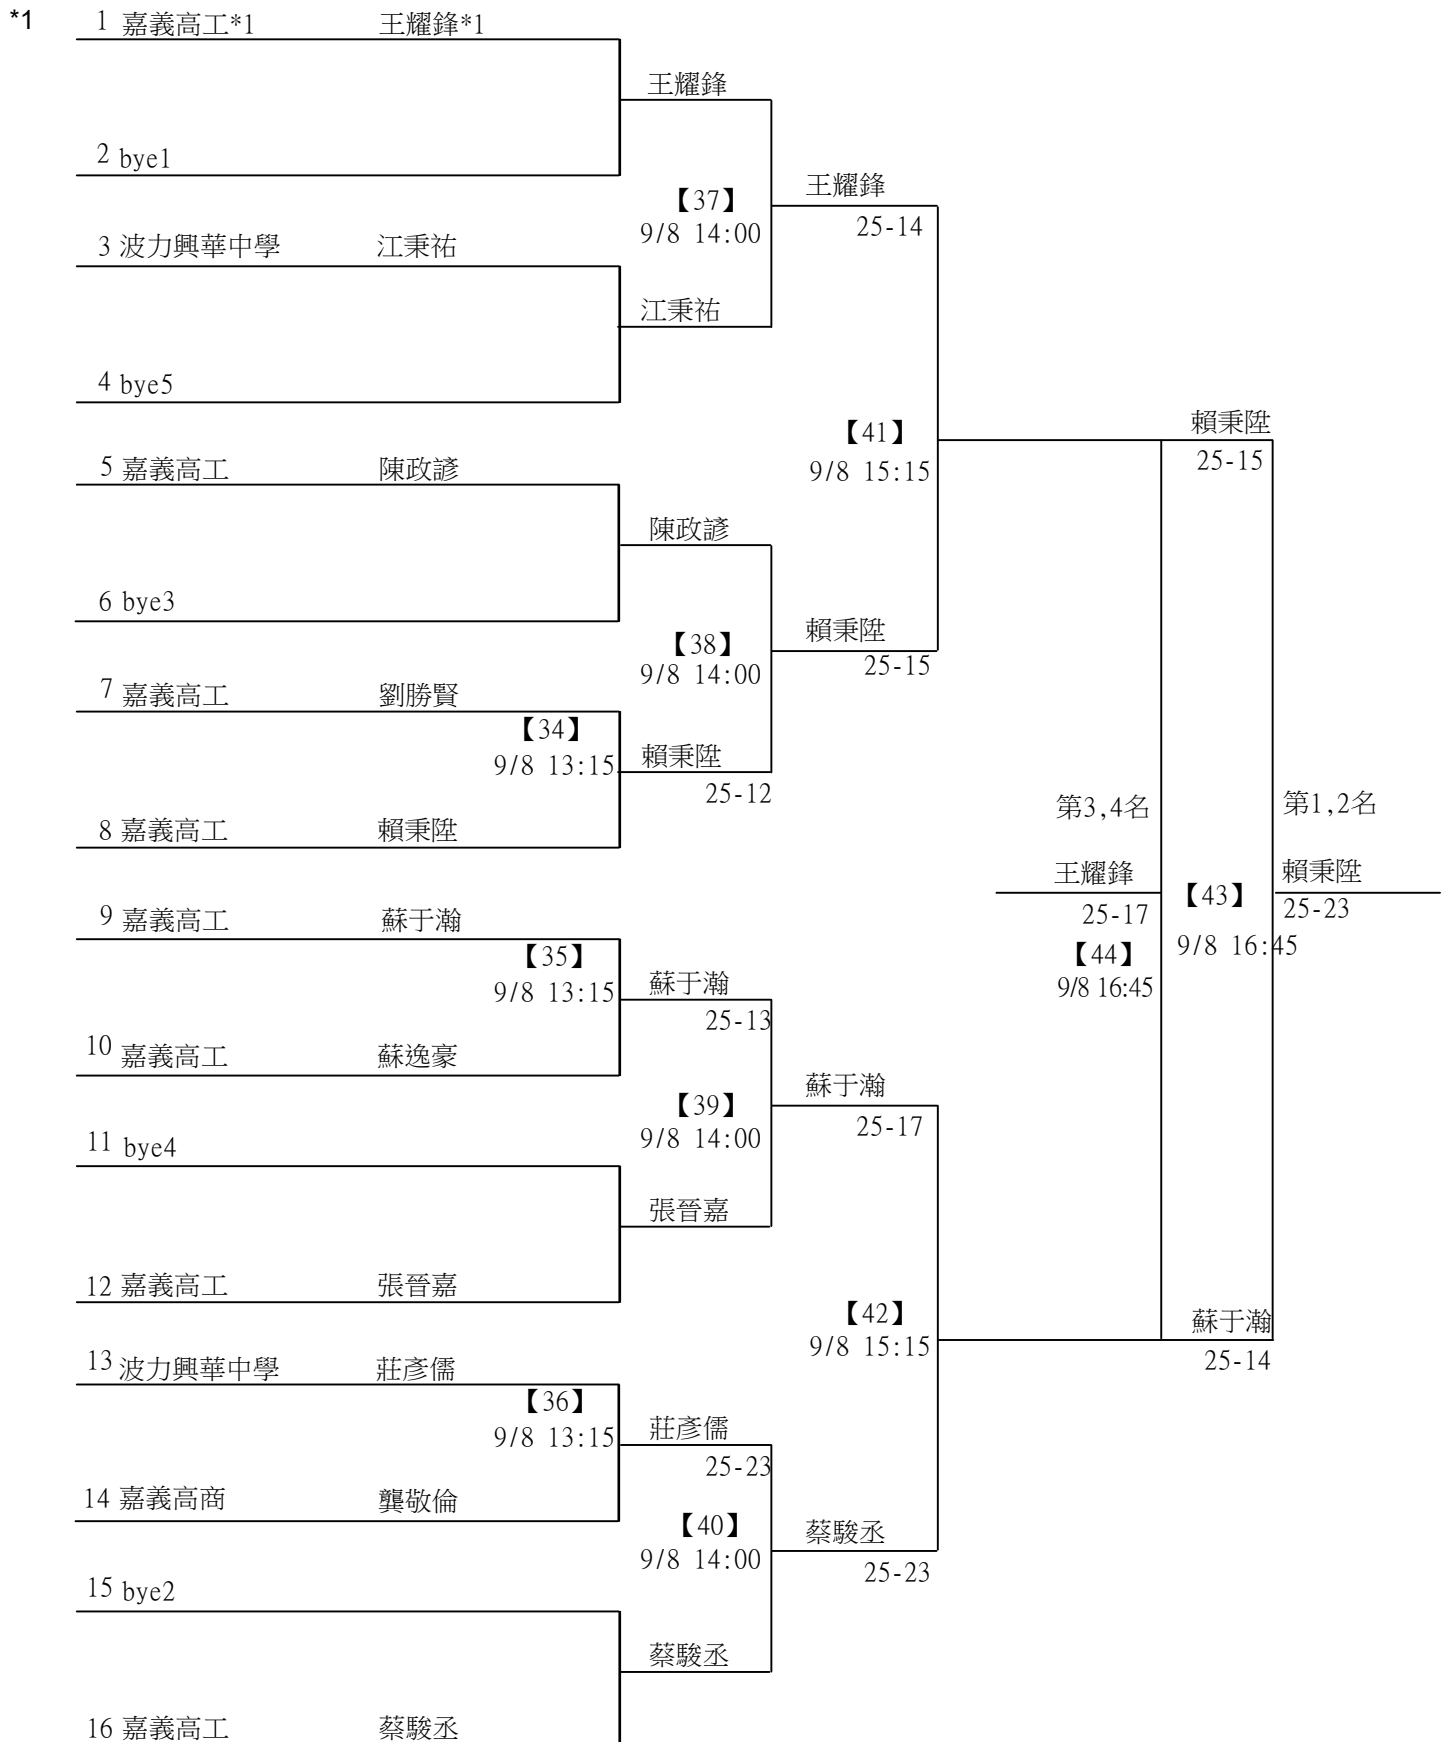 *1
1 嘉義高工*1 王耀鋒*1
王耀鋒
2 bye1
【37】
9/8 14:00
王耀鋒
25-14
3 波力興華中學 江秉祐
江秉祐
4 bye5
【41】
9/8 15:15
賴秉陞
25-15
5 嘉義高工 陳政諺
陳政諺
6 bye3
【38】
9/8 14:00
賴秉陞
25-15
7 嘉義高工 劉勝賢
【34】
9/8 13:15
賴秉陞
25-12
8 嘉義高工 賴秉陞
第3,4名
第1,2名
王耀鋒
25-17
【44】
9/8 16:45
【43】
9/8 16:45
賴秉陞
25-23
9 嘉義高工 蘇于瀚
【35】
9/8 13:15
蘇于瀚
25-13
10 嘉義高工 蘇逸豪
【39】
9/8 14:00
蘇于瀚
25-17
11 bye4
張晉嘉
12 嘉義高工 張晉嘉
【42】
9/8 15:15
蘇于瀚
25-14
13 波力興華中學 莊彥儒
【36】
9/8 13:15
莊彥儒
25-23
14 嘉義高商 龔敬倫
【40】
9/8 14:00
蔡駿丞
25-23
15 bye2
蔡駿丞
16 嘉義高工 蔡駿丞